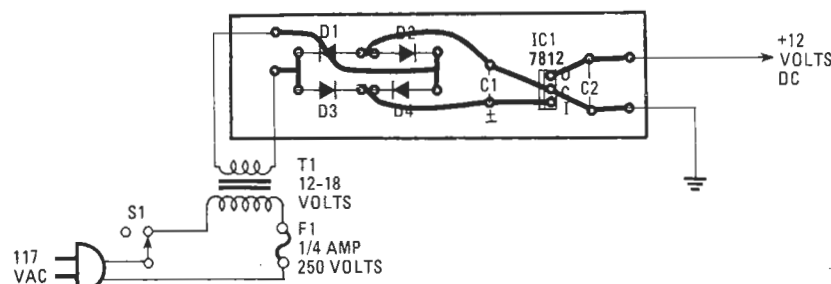 D1
D2
D3
D4
C1
±
IC1
7812
O
G
I
C2
+12
VOLTS
DC
T1
12-18
VOLTS
S1
F1
1/4 AMP
250 VOLTS
117
VAC